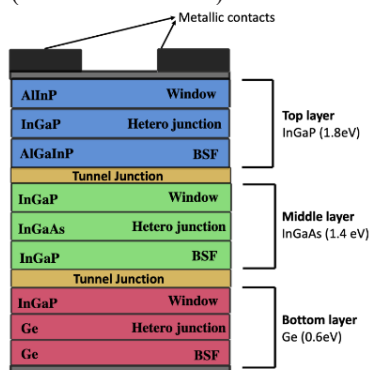 Metallic contacts
AlInP Window
InGaP Hetero junction
AlGaInP BSF
Top layer
InGaP (1.8eV)
Tunnel Junction
InGaP Window
InGaAs Hetero junction
InGaP BSF
Middle layer
InGaAs (1.4 eV)
Tunnel Junction
InGaP Window
Ge Hetero junction
Ge BSF
Bottom layer
Ge (0.6eV)